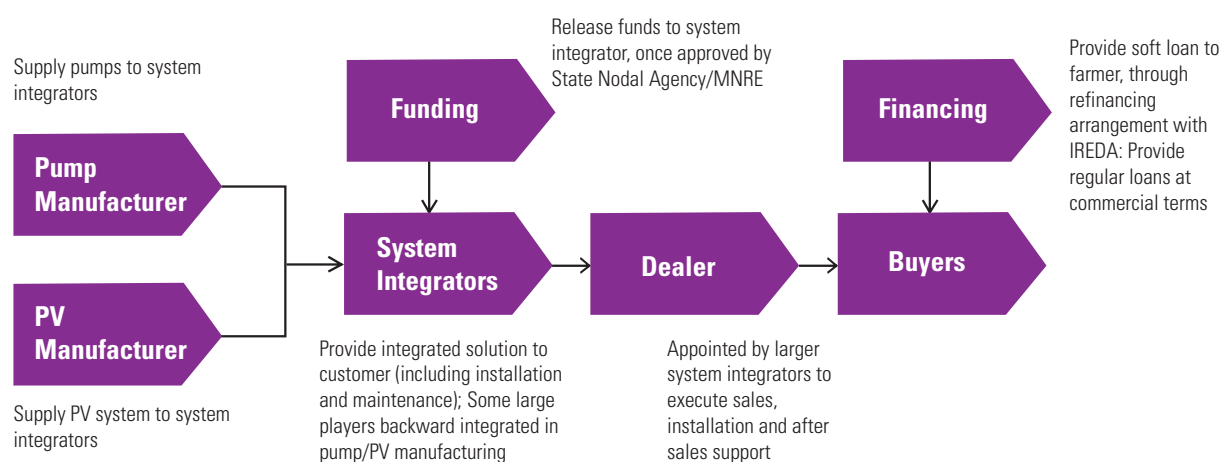 Supply pumps to system
integrators
Pump
Manufacturer
PV
Manufacturer
Supply PV system to system
integrators
Funding
Release funds to system
integrator, once approved by
State Nodal Agency/MNRE
System
Integrators
Provide integrated solution to
customer (including installation
and maintenance); Some large
players backward integrated in
pump/PV manufacturing
Dealer
Appointed by larger
system integrators to
execute sales,
installation and after
sales support
Financing
Provide soft loan to
farmer, through
refinancing
arrangement with
IREDA: Provide
regular loans at
commercial terms
Buyers